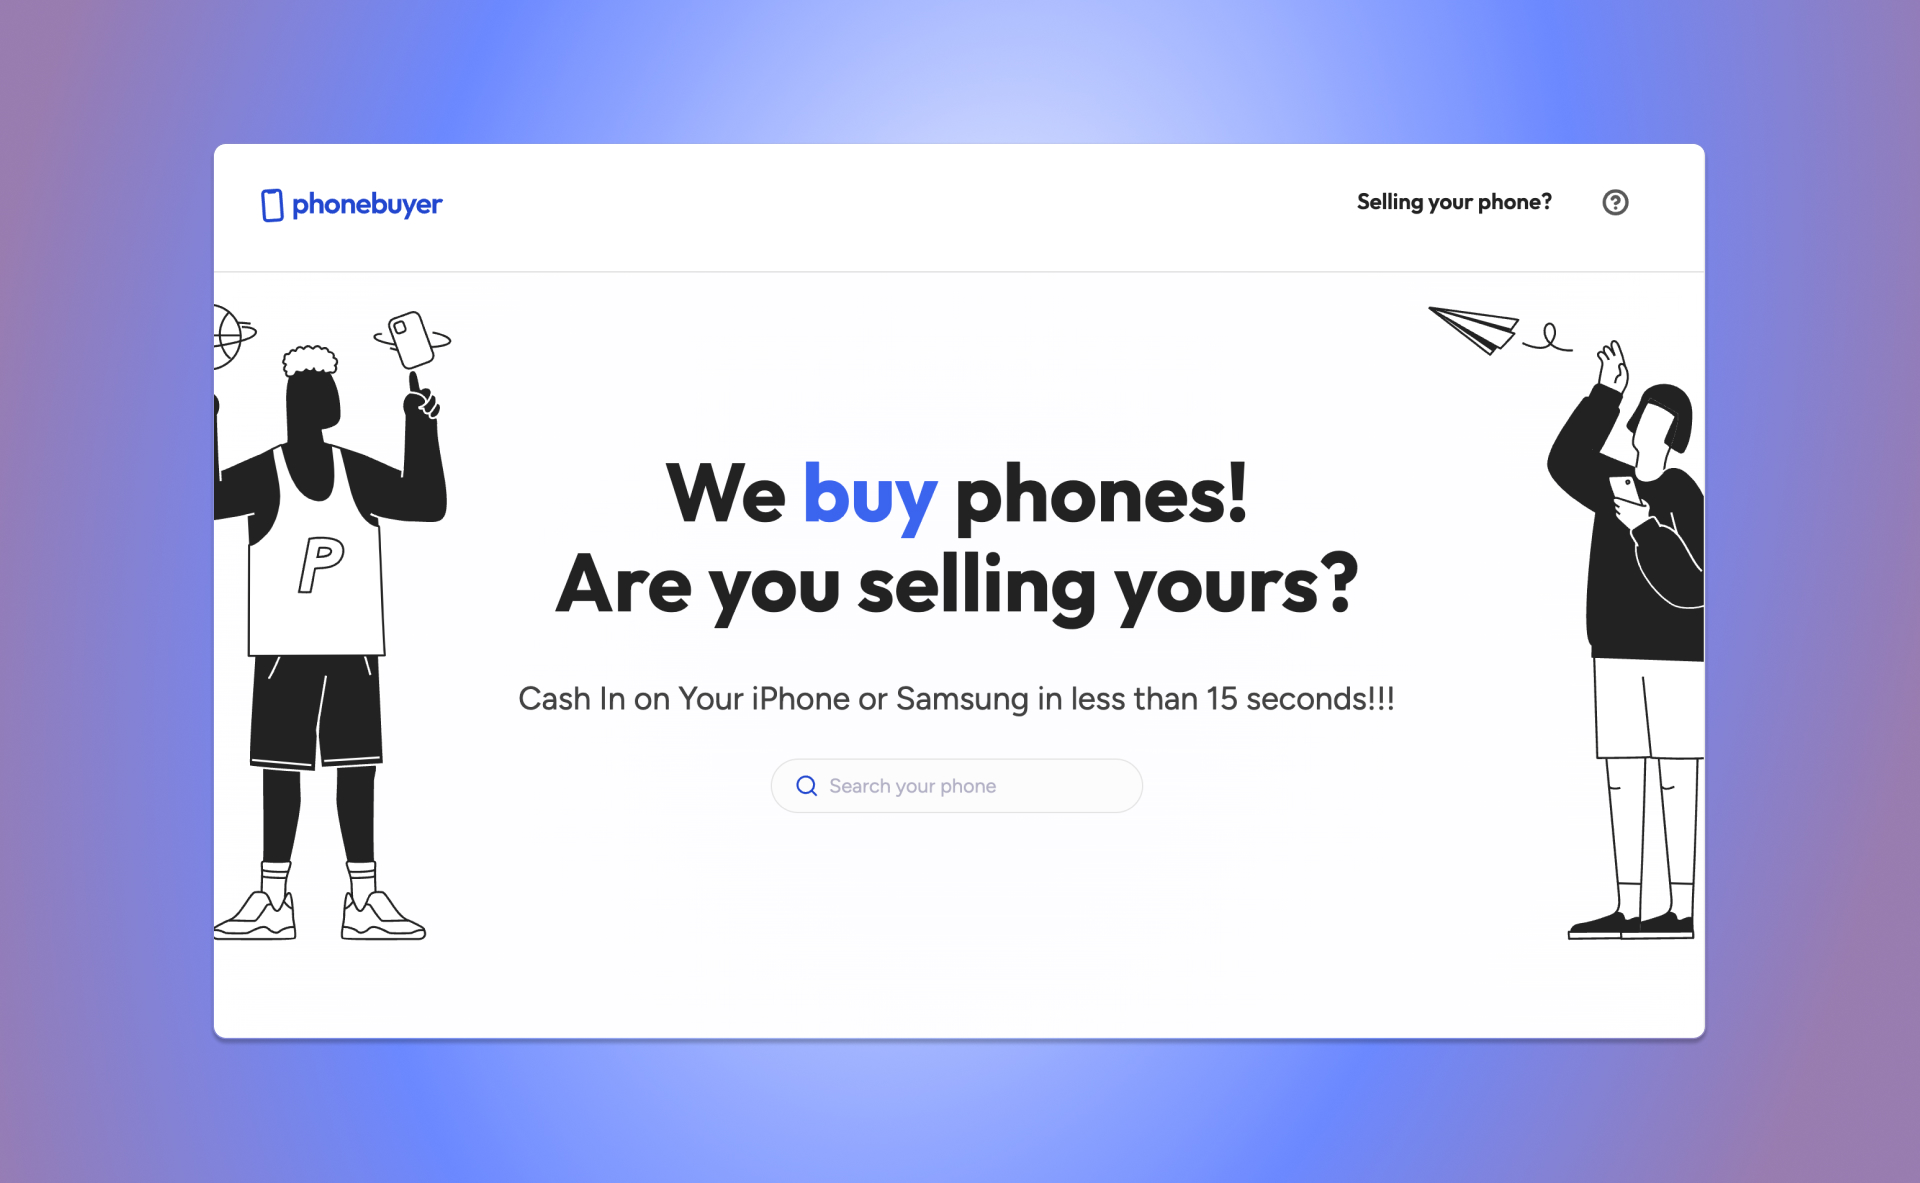 phonebuyer
Selling your phone?
?
P
We buy phones!
Are you selling yours?
Cash In on Your iPhone or Samsung in less than 15 seconds!!!
Search your phone